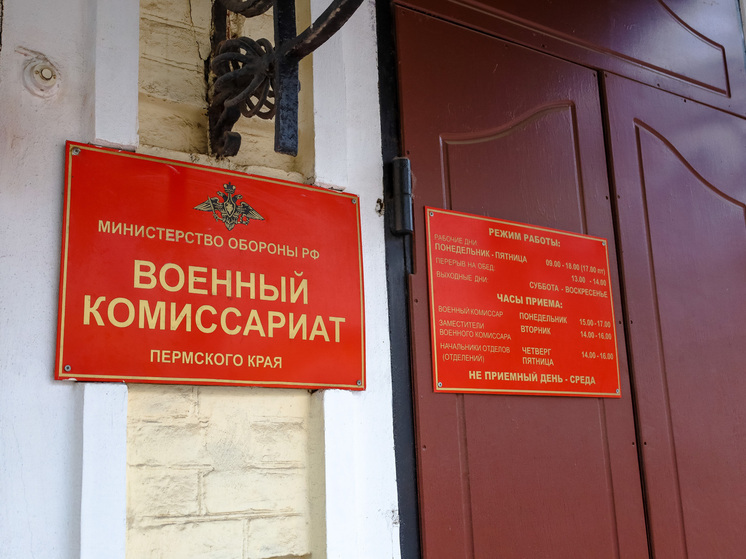 МИНИСТЕРСТВО ОБОРОНЫ РФ
ВОЕННЫЙ
КОМИССАРИАТ
ПЕРМСКОГО КРАЯ
РЕЖИМ РАБОТЫ:
РАБОЧИЕ ДНИ
ПОНЕДЕЛЬНИК - ПЯТНИЦА 09.00 - 18.00 (17.00 пт)
ПЕРЕРЫВ НА ОБЕД 13.00 - 14.00
ВЫХОДНЫЕ ДНИ СУББОТА - ВОСКРЕСЕНЬЕ
ЧАСЫ ПРИЕМА:
ВОЕННЫЙ КОМИССАР ПОНЕДЕЛЬНИК 15.00 -17.00
ЗАМЕСТИТЕЛИ ВТОРНИК
ВОЕННОГО КОМИССАРА 14.00 -16.00
НАЧАЛЬНИКИ ОТДЕЛОВ ЧЕТВЕРГ
(ОТДЕЛЕНИЙ) ПЯТНИЦА 14.00 -16.00
НЕ ПРИЕМНЫЙ ДЕНЬ - СРЕДА